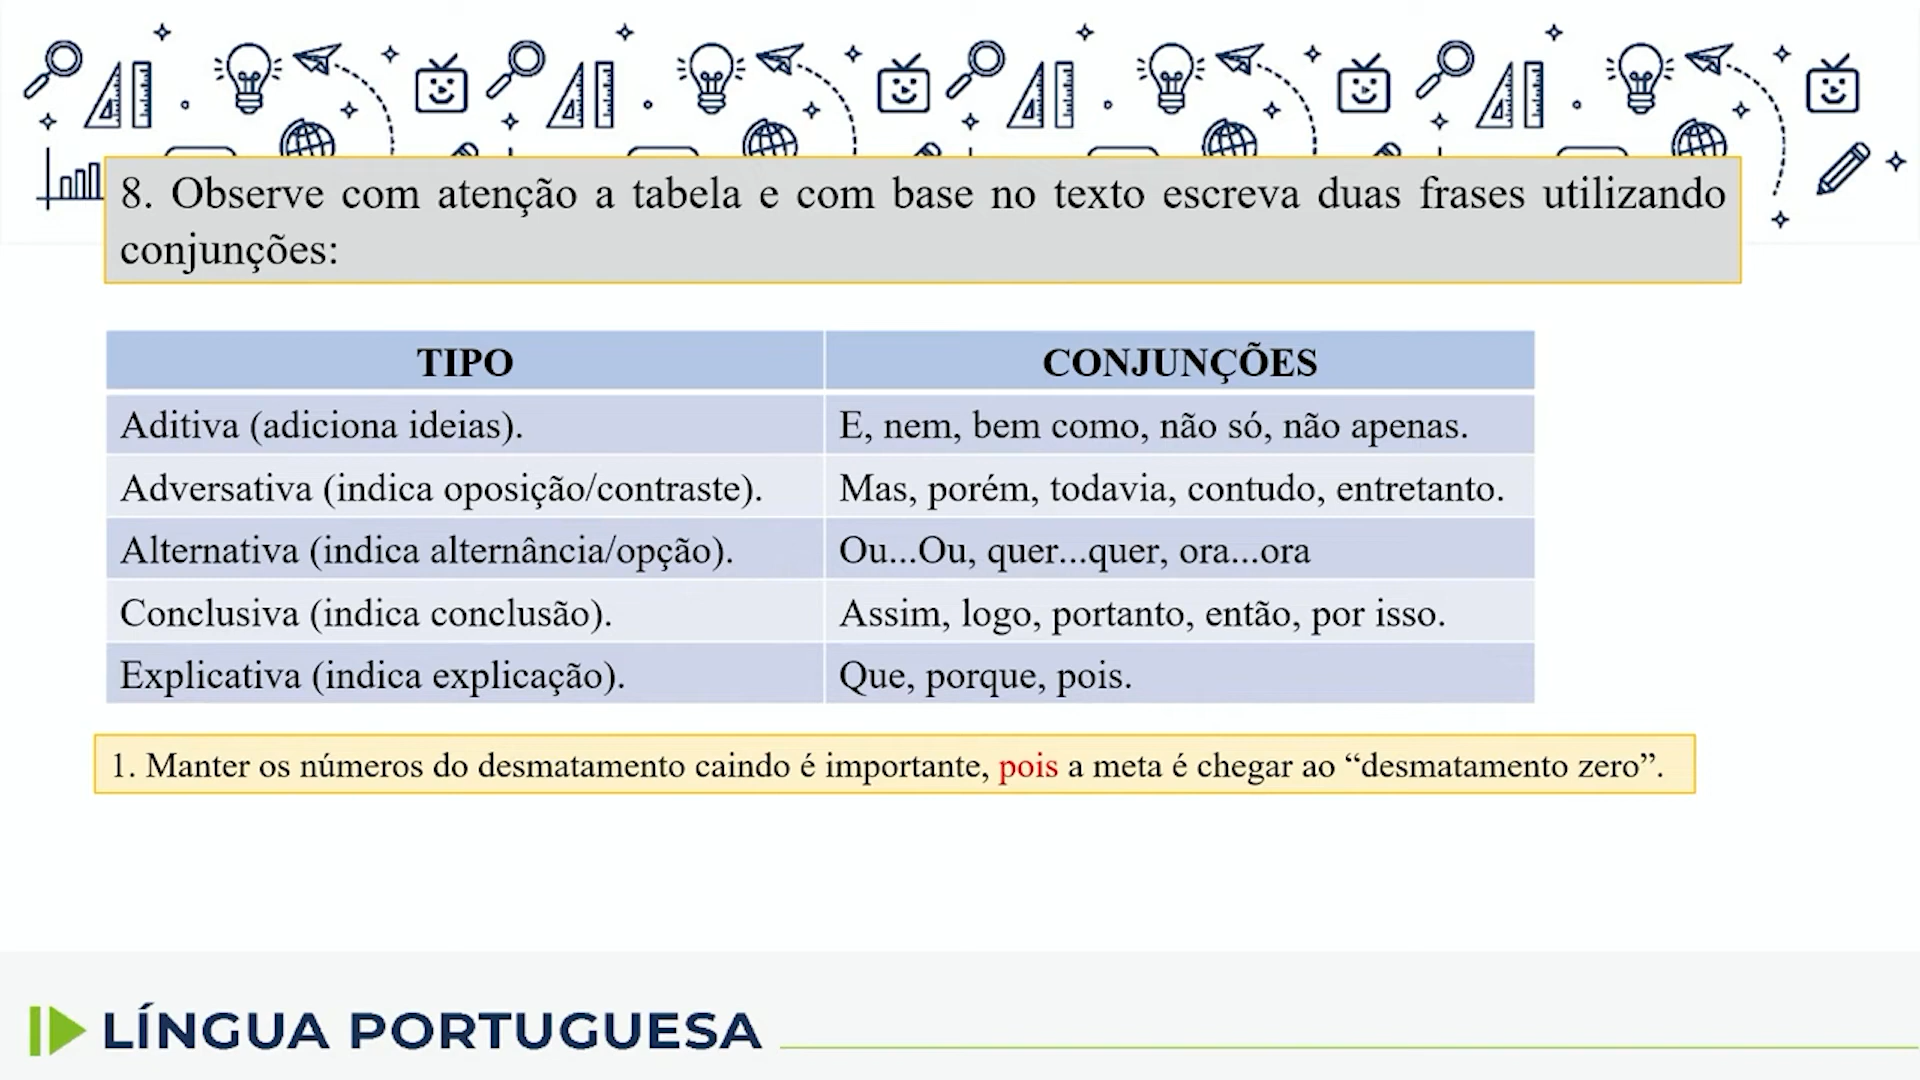 8. Observe com atenção a tabela e com base no texto escreva duas frases utilizando
conjunções:
TIPO CONJUNÇÕES
Aditiva (adiciona ideias). E, nem, bem como, não só, não apenas.
Adversativa (indica oposição/contraste). Mas, porém, todavia, contudo, entretanto.
Alternativa (indica alternância/opção). Ou...Ou, quer...quer, ora...ora
Conclusiva (indica conclusão). Assim, logo, portanto, então, por isso.
Explicativa (indica explicação). Que, porque, pois.
1. Manter os números do desmatamento caindo é importante, pois a meta é chegar ao “desmatamento zero”.
LÍNGUA PORTUGUESA